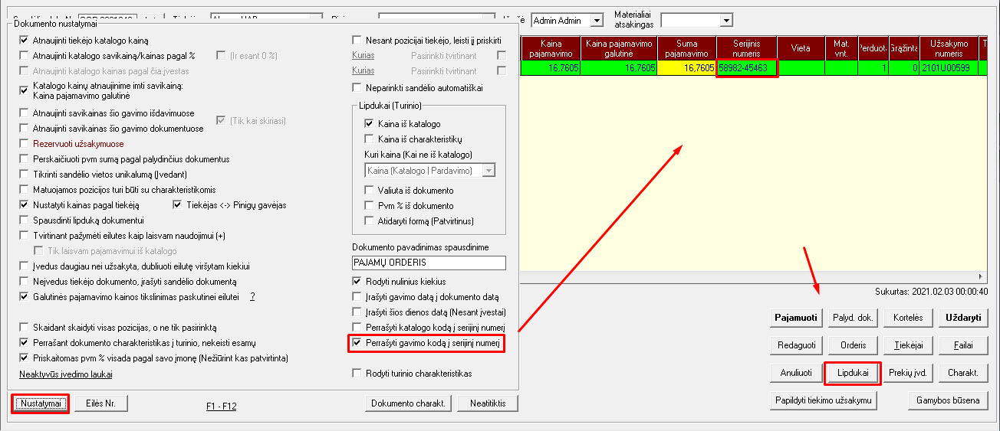 Admin Admin
Materialiai
atsakingas
Dokumento nustatymai
Atnaujinti tiekėjo katalogo kainą
Atnaujinti katalogo savikaină/kainas pagal %
(Ir esant 0 %)
Atnaujinti katalogo kainas pagal čia įvestas
Katalogo kainų atnaujinime imti savikainą:
Kaina pajamavimo galutinė
Atnaujinti savikainas šio gavimo išdavimuose
Atnaujinti savikainas šio gavimo dokumentuose
(Tik kai skiriasi)
Rezervuoti užsakymuose
Perskaičiuoti pvm sumą pagal palydinčius dokumentus
Tikrinti sandėlio vietos unikalumą (Įvedant)
Matuojamos pozicijos turi būti su charakteristikomis
Nustatyti kainas pagal tiekėją
Tiekėjas <-> Pinigų gavėjas
Spausdinti lipduką dokumentui
Tvirtinant pažymėti eilutes kaip laisvam naudojimui (+)
Tik laisvam pajamavimui iš katalogo
Įvedus daugiau nei užsakyta, dubliuoti eilutę viršytam kiekiui
Neįvedus tiekėjo dokumento, įrašyti sandėlio dokumentą
Galutinės pajamavimo kainos tikslinimas paskutinei eilutei ?
Skaidant skaidyti visas pozicijas, o ne tik pasirinktą
Perrašant dokumento charakteristikas į turinio, nekeisti esamų
Priskaitomas pvm % visada pagal savo įmonę (Nežiūrint kas patvirtinta)
Neaktyvūs įvedimo laukai
Nesant pozicijai tiekėjo, leisti jį priskirti
Kurias Pasirinkti tvirtinant
Kurias Pasirinkti tvirtinant
Neparinkti sandėlio automatiškai
Lipdukai (Turinio)
Kaina iš katalogo
Kaina iš charakteristikų
Kuri kaina (Kai ne iš katalogo)
Kaina (Katalogo | Pardavimo)
Valiuta iš dokumento
Pvm % iš dokumento
Atidaryti formą (Patvirtinus)
Dokumento pavadinimas spausdinime
PAJAMŲ ORDERIS
Rodyti nulinius kiekius
Įrašyti gavimo datą į dokumento datą
Įrašyti šios dienos datą (Nesant įvestai)
Perrašyti katalogo kodą į serijinį numerį
Perrašyti gavimo kodą į serijinį numerį
Rodyti turinio charakteristikas
Nustatymai
Eilės Nr.
F1 - F12
Dokumento charakt.
Neatitiktis
Kaina pajamavimo
Kaina pajamavimo galutinė
Suma pajamavimo
Serijinis numeris
Vieta
Mat. vnt.
Perduota
Grąžinta
Užsakymo numeris
16,7605 16,7605 16,7605 58982-45463 1 0 2101U00599
Sukurtas: 2021.02.03 00:00:40
Pajamuoti Palyd. dok. Kortelės Uždaryti
Redaguoti Orderis Tiekėjai Failai
Anuliuoti Lipdukai Prekių įvd. Charakt.
Papildyti tiekimo užsakymu Gamybos būsena